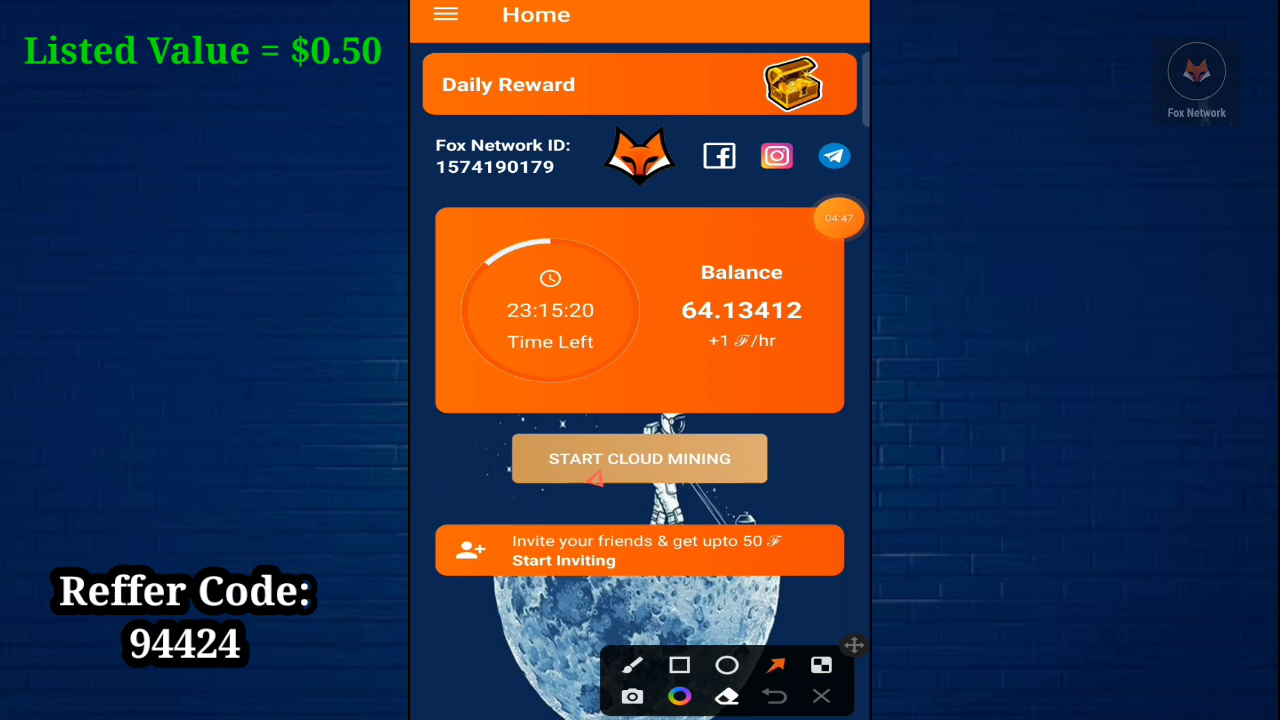 Listed Value = $0.50
Home
Daily Reward
Fox Network
Fox Network ID:
1574190179
04:47
23:15:20
Time Left
Balance
64.13412
+1 ℱ/hr
START CLOUD MINING
Invite your friends & get upto 50 ℱ
Start Inviting
Reffer Code:
94424